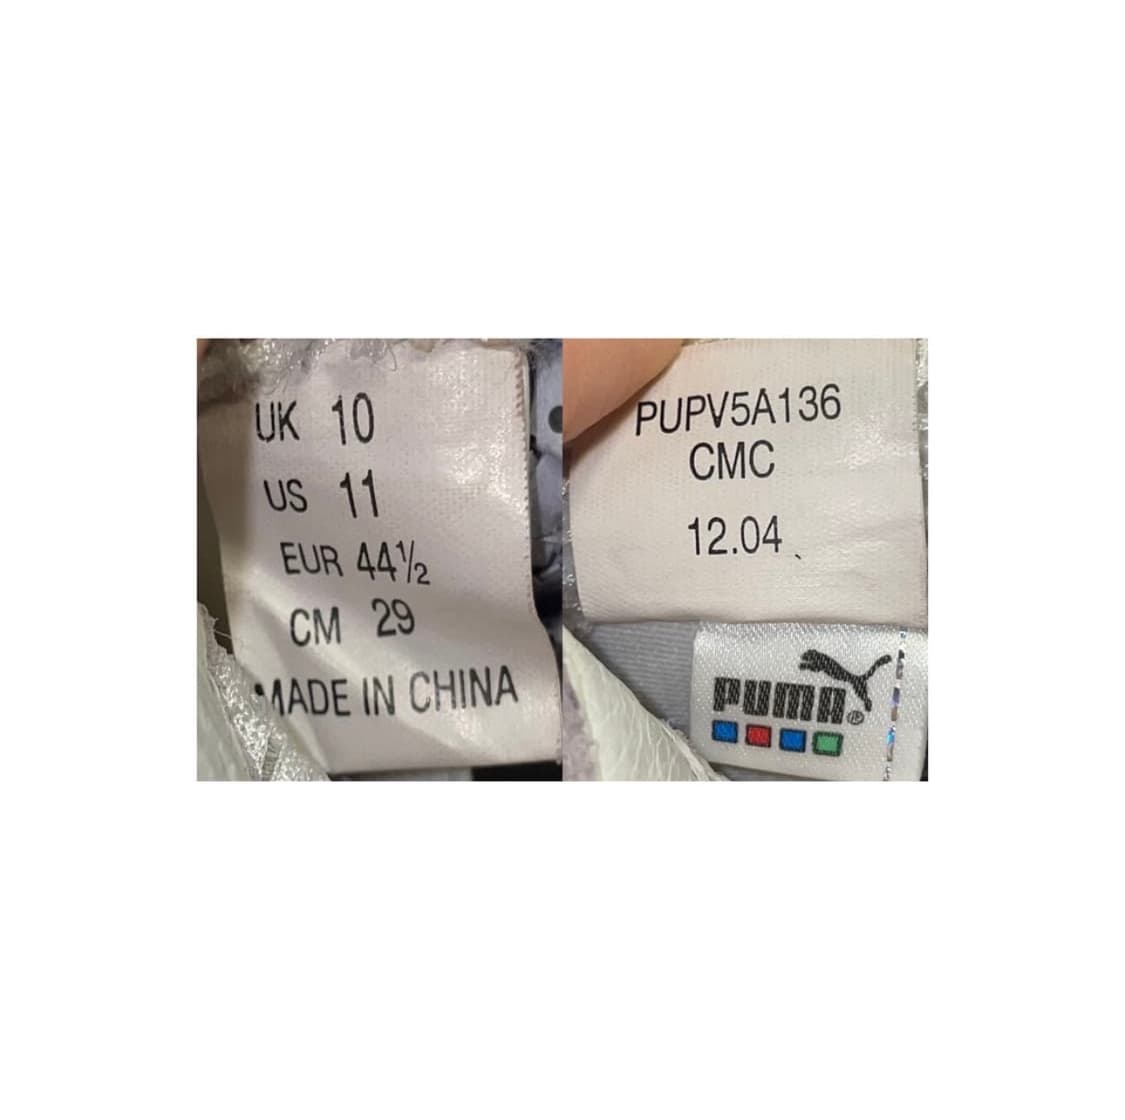 UK 10
US 11
EUR 44½
CM 29
MADE IN CHINA
PUPV5A136
CMC
12.04
PUMA®